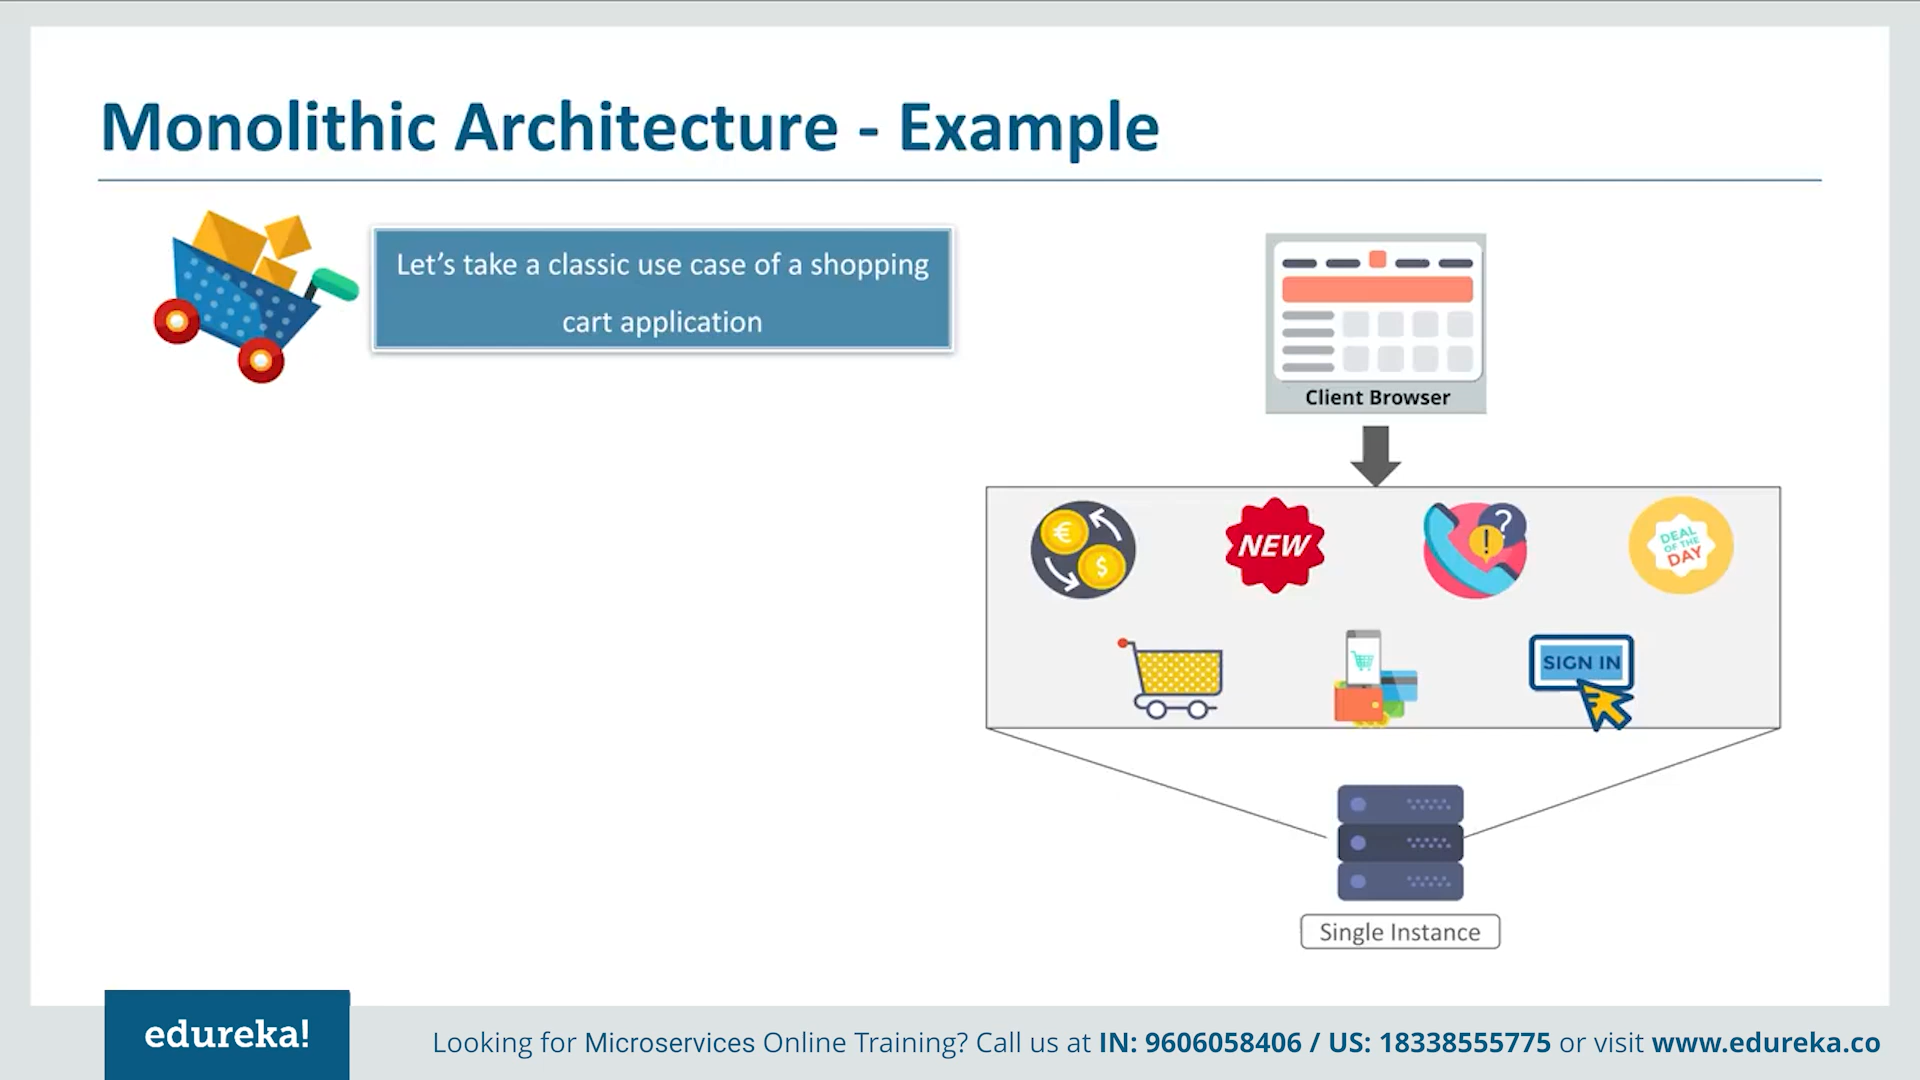 Monolithic Architecture - Example
Let's take a classic use case of a shopping
cart application
Client Browser
€
$
NEW
?
!
DEAL
OF THE
DAY
SIGN IN
Single Instance
edureka!
Looking for Microservices Online Training? Call us at IN: 9606058406 / US: 18338555775 or visit www.edureka.co